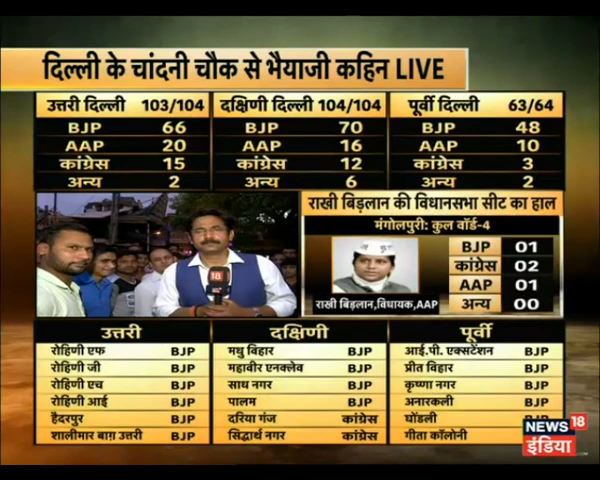 दिल्ली के चांदनी चौक से भैयाजी कहिन LIVE
उत्तरी दिल्ली 103/104
BJP 66
AAP 20
कांग्रेस 15
अन्य 2
दक्षिणी दिल्ली 104/104
BJP 70
AAP 16
कांग्रेस 12
अन्य 6
पूर्वी दिल्ली 63/64
BJP 48
AAP 10
कांग्रेस 3
अन्य 2
18
राखी बिड़लान की विधानसभा सीट का हाल
मंगोलपुरी: कुल वॉर्ड-4
राखी बिड़लान,विधायक,AAP
BJP 01
कांग्रेस 02
AAP 01
अन्य 00
उत्तरी
रोहिणी एफ BJP
रोहिणी जी BJP
रोहिणी एच BJP
रोहिणी आई BJP
हैदरपुर BJP
शालीमार बाग़ उत्तरी BJP
दक्षिणी
मधु विहार BJP
महावीर एनक्लेव BJP
साध नगर BJP
पालम BJP
दरिया गंज कांग्रेस
सिद्धार्थ नगर कांग्रेस
पूर्वी
आई.पी. एक्सटेंशन BJP
प्रीत विहार BJP
कृष्णा नगर BJP
अनारकली BJP
घोंडली BJP
गीता कॉलोनी BJP
NEWS 18
इंडिया